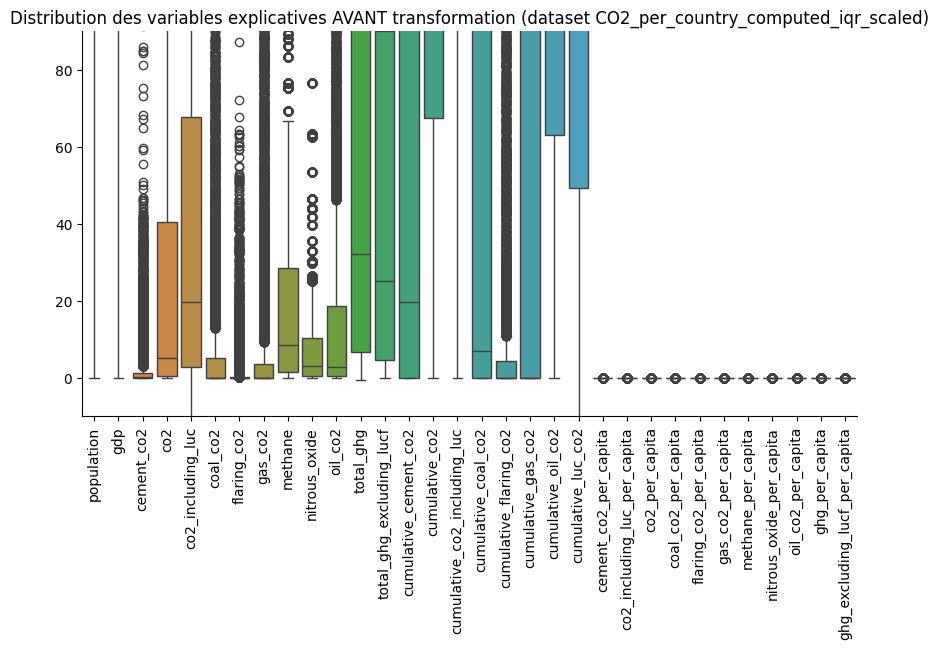 Distribution des variables explicatives AVANT transformation (dataset CO2_per_country_computed_iqr_scaled)
80
60
40
20
0
population
gdp
cement_co2
co2
co2_including_luc
coal_co2
flaring_co2
gas_co2
methane
nitrous_oxide
oil_co2
total_ghg
total_ghg_excluding_lucf
cumulative_cement_co2
cumulative_co2
cumulative_co2_including_luc
cumulative_coal_co2
cumulative_flaring_co2
cumulative_gas_co2
cumulative_oil_co2
cumulative_luc_co2
cement_co2_per_capita
co2_including_luc_per_capita
co2_per_capita
coal_co2_per_capita
flaring_co2_per_capita
gas_co2_per_capita
methane_per_capita
nitrous_oxide_per_capita
oil_co2_per_capita
ghg_per_capita
ghg_excluding_lucf_per_capita